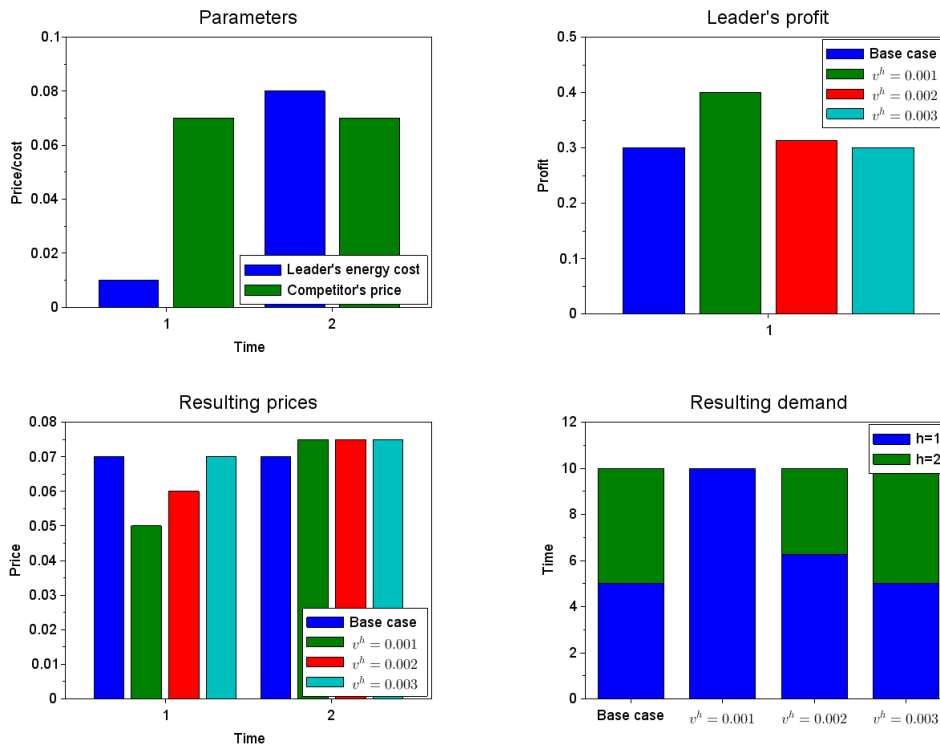 Parameters
0.1
0.08
0.06
0.04
0.02
0
Price/cost
Leader's energy cost
Competitor's price
1
2
Time
Leader's profit
0.5
0.4
0.3
0.2
0.1
0
Profit
Base case
v^h = 0.001
v^h = 0.002
v^h = 0.003
1
Resulting prices
0.08
0.07
0.06
0.05
0.04
0.03
0.02
0.01
0
Price
Base case
v^h = 0.001
v^h = 0.002
v^h = 0.003
1
2
Time
Resulting demand
12
10
8
6
4
2
0
Time
h=1
h=2
Base case
v^h = 0.001
v^h = 0.002
v^h = 0.003